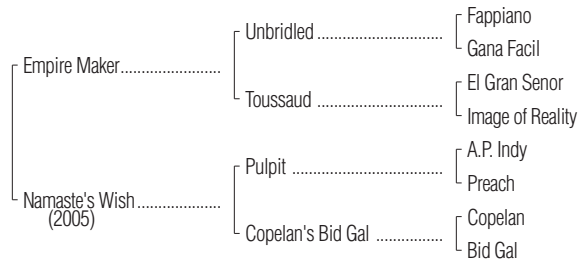 Fappiano
Unbridled
Gana Facil
Empire Maker
El Gran Senor
Toussaud
Image of Reality
A.P. Indy
Pulpit
Preach
Namaste's Wish
(2005)
Copelan
Copelan's Bid Gal
Bid Gal